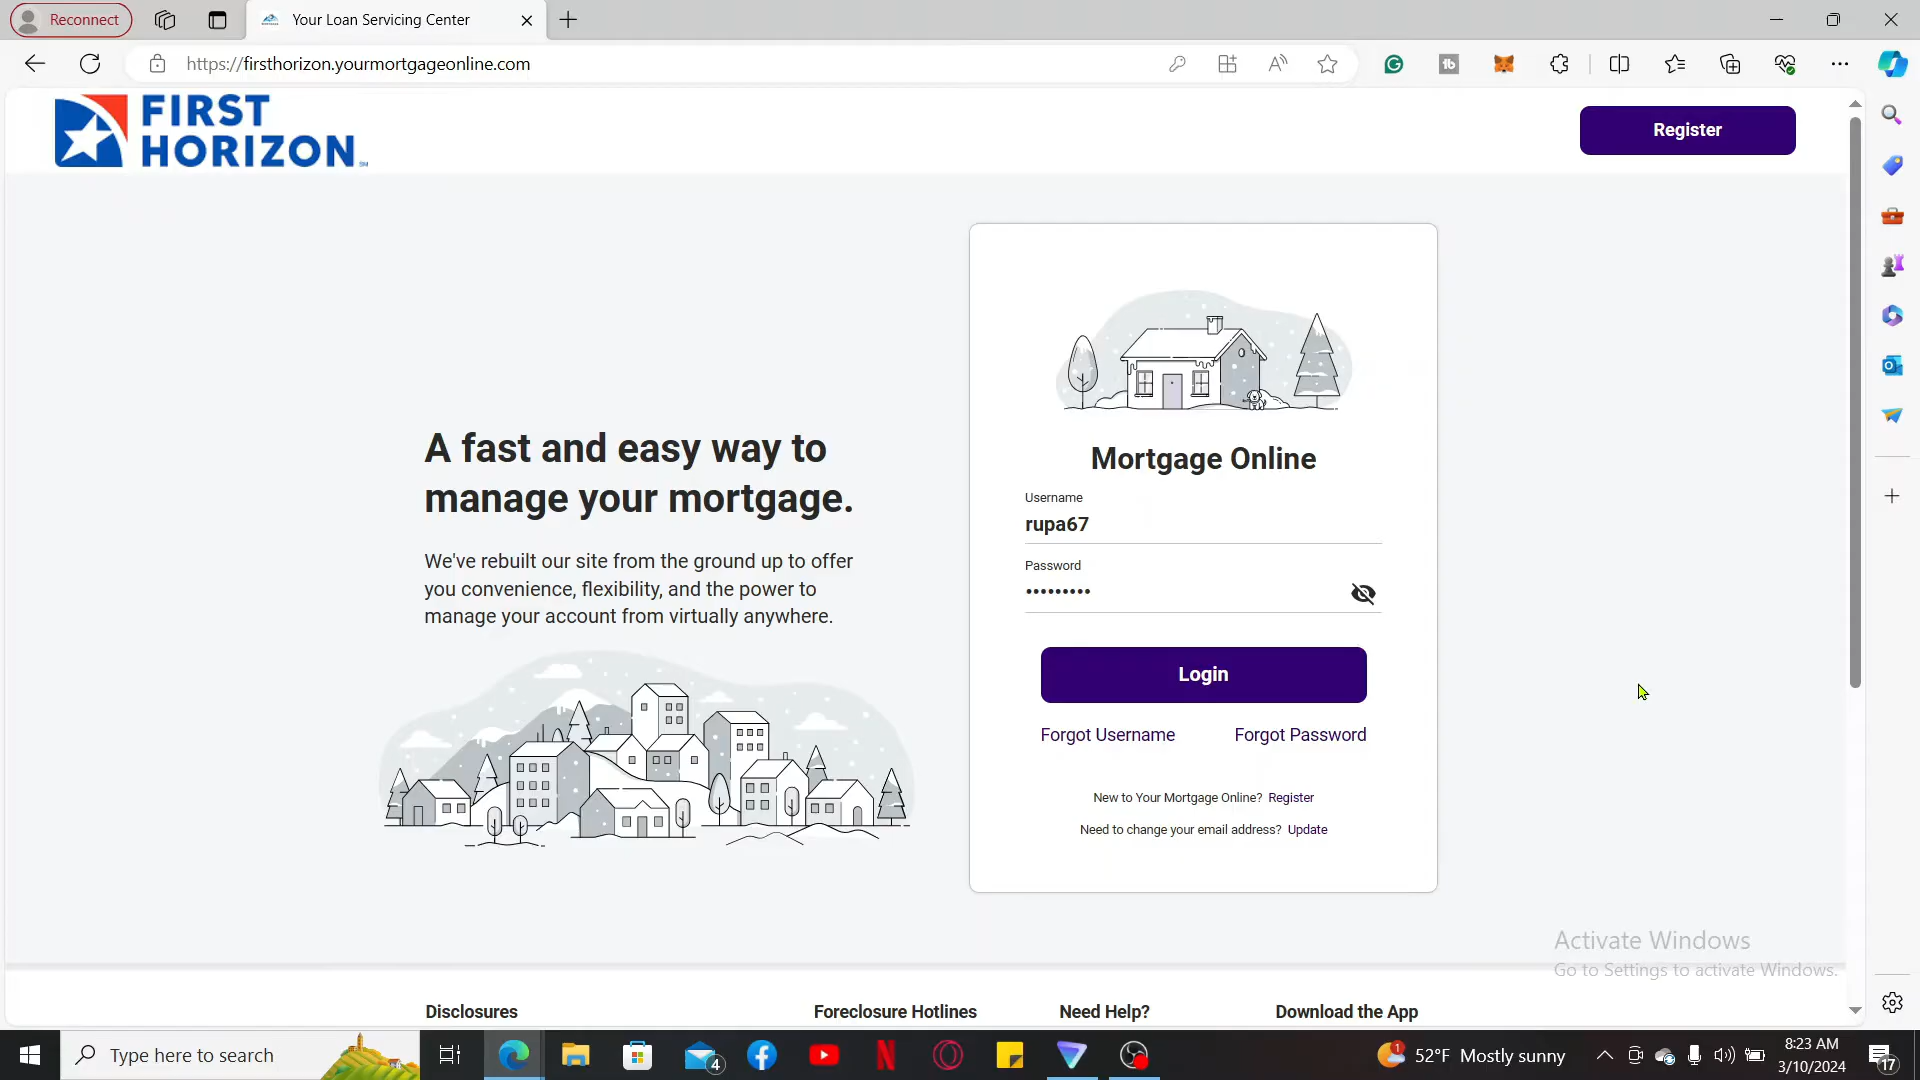 Reconnect
Your Loan Servicing Center
https://firsthorizon.yourmortgageonline.com
FIRST
HORIZON
SM
Register
A fast and easy way to
manage your mortgage.
We've rebuilt our site from the ground up to offer
you convenience, flexibility, and the power to
manage your account from virtually anywhere.
Mortgage Online
Username
rupa67
Password
•••••••••
Login
Forgot Username
Forgot Password
New to Your Mortgage Online? Register
Need to change your email address? Update
Activate Windows
Go to Settings to activate Windows.
Disclosures
Foreclosure Hotlines
Need Help?
Download the App
Type here to search
4
1
52°F Mostly sunny
8:23 AM
3/10/2024
17